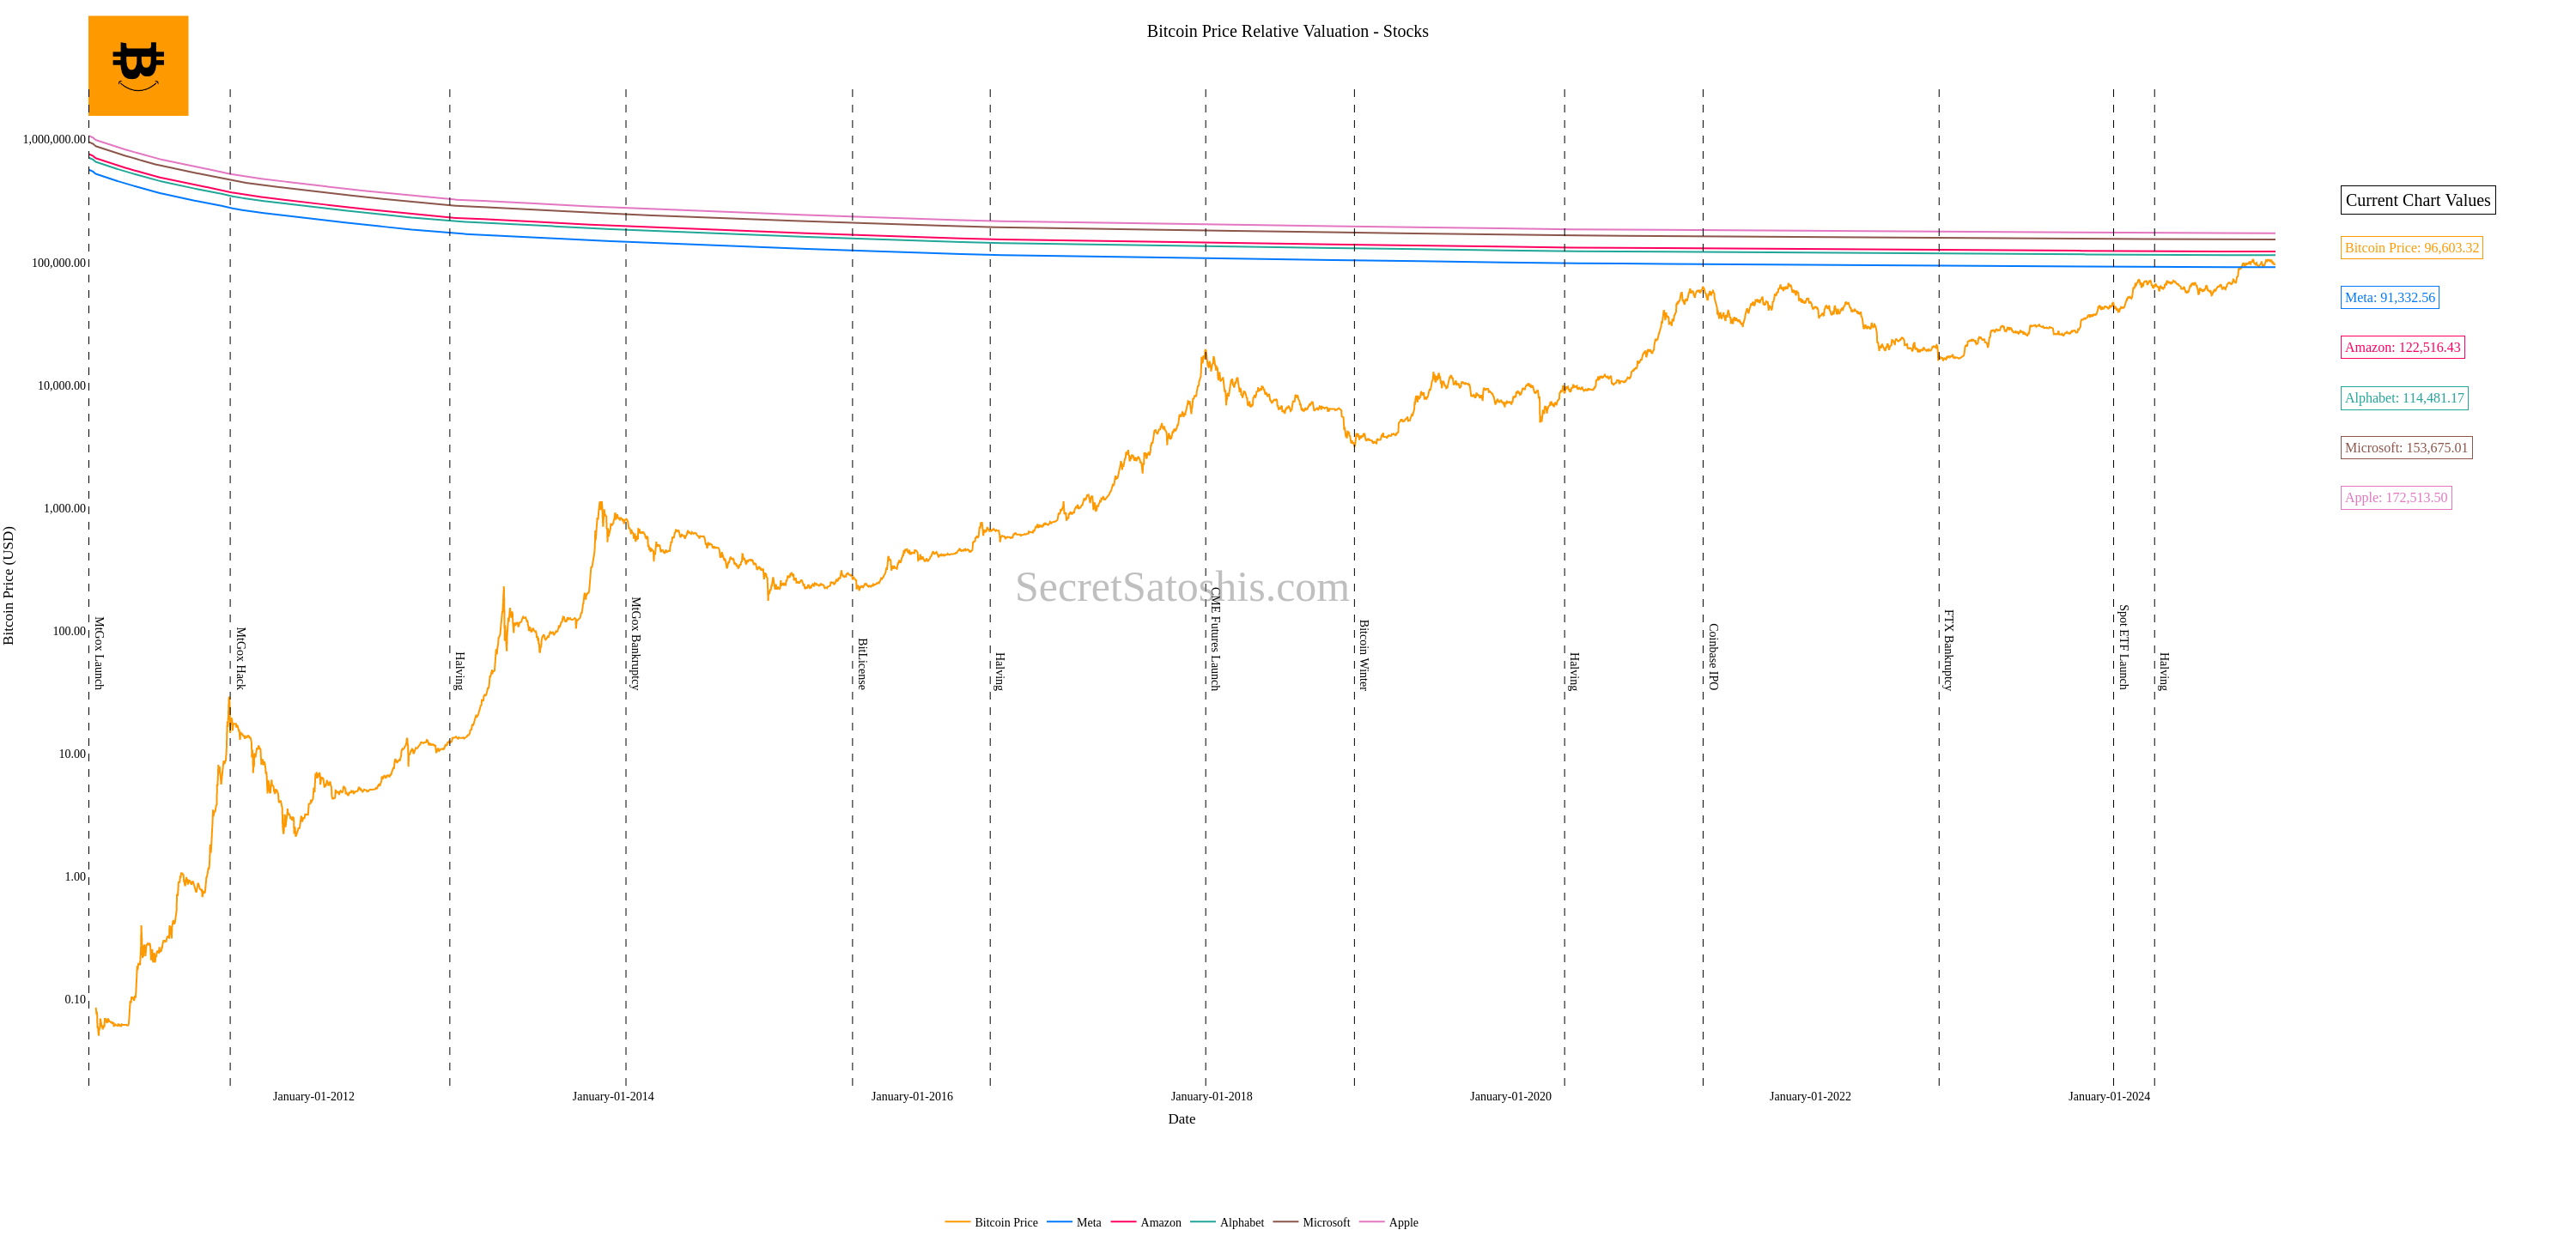 Bitcoin Price Relative Valuation - Stocks
1,000,000.00
100,000.00
10,000.00
1,000.00
100.00
10.00
1.00
0.10
Bitcoin Price (USD)
MtGox Launch
MtGox Hack
Halving
MtGox Bankruptcy
BitLicense
Halving
CME Futures Launch
Bitcoin Winter
Halving
Coinbase IPO
FTX Bankruptcy
Spot ETF Launch
Halving
SecretSatoshis.com
January-01-2012
January-01-2014
January-01-2016
January-01-2018
January-01-2020
January-01-2022
January-01-2024
Date
Current Chart Values
Bitcoin Price: 96,603.32
Meta: 91,332.56
Amazon: 122,516.43
Alphabet: 114,481.17
Microsoft: 153,675.01
Apple: 172,513.50
Bitcoin Price
Meta
Amazon
Alphabet
Microsoft
Apple